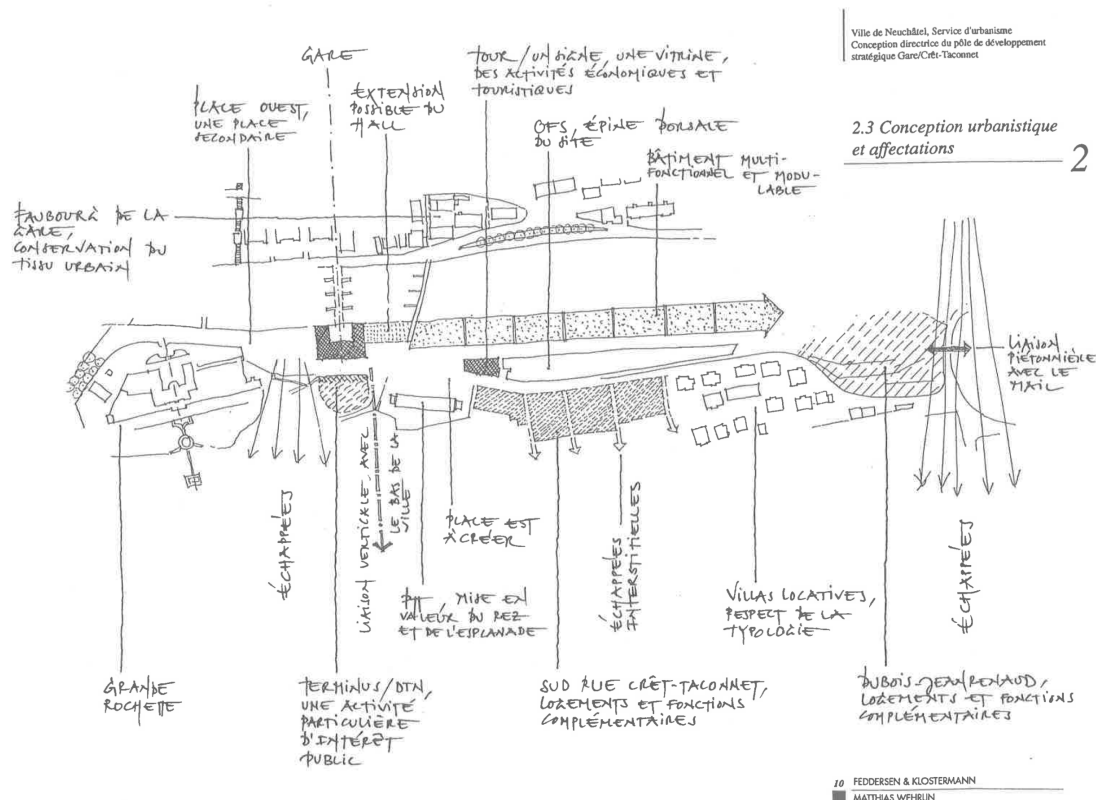 Ville de Neuchâtel, Service d'urbanisme
Conception directrice du pôle de développement
stratégique Gare/Crêt-Taconnet
2.3 Conception urbanistique
et affectations
2
GARE
TOUR/UN SIGNE, UNE VITRINE,
DES ACTIVITÉS ÉCONOMIQUES ET
TOURISTIQUES
PLACE OUEST,
UNE PLACE
SECONDAIRE
EXTENSION
POSSIBLE DU
HALL
OFS, ÉPINE DORSALE
DU SITE
BÂTIMENT MULTI-
FONCTIONNEL ET MODU-
LABLE
FAUBOURG DE LA
GARE,
CONSERVATION DU
TISSU URBAIN
LIAISON
PIÉTONNIÈRE
AVEC LE
MAIL
ÉCHAPPÉES
LIAISON VERTICALE AVEC
LE BAS DE LA
VILLE
PLACE EST
À CRÉER
ÉCHAPPÉES
INTERSTITIELLES
ÉCHAPPÉES
PTT, MISE EN
VALEUR DU REZ
ET DE L'ESPLANADE
VILLAS LOCATIVES,
RESPECT DE LA
TYPOLOGIE
GRANDE
ROCHETTE
TERMINUS/DTN,
UNE ACTIVITÉ
PARTICULIÈRE
D'INTÉRÊT
PUBLIC
SUD RUE CRÊT-TACONNET,
LOGEMENTS ET FONCTIONS
COMPLÉMENTAIRES
DUBOIS-JEANRENAUD,
LOGEMENTS ET FONCTIONS
COMPLÉMENTAIRES
10 FEDDERSEN & KLOSTERMANN
MATTHIAS WEHRLIN